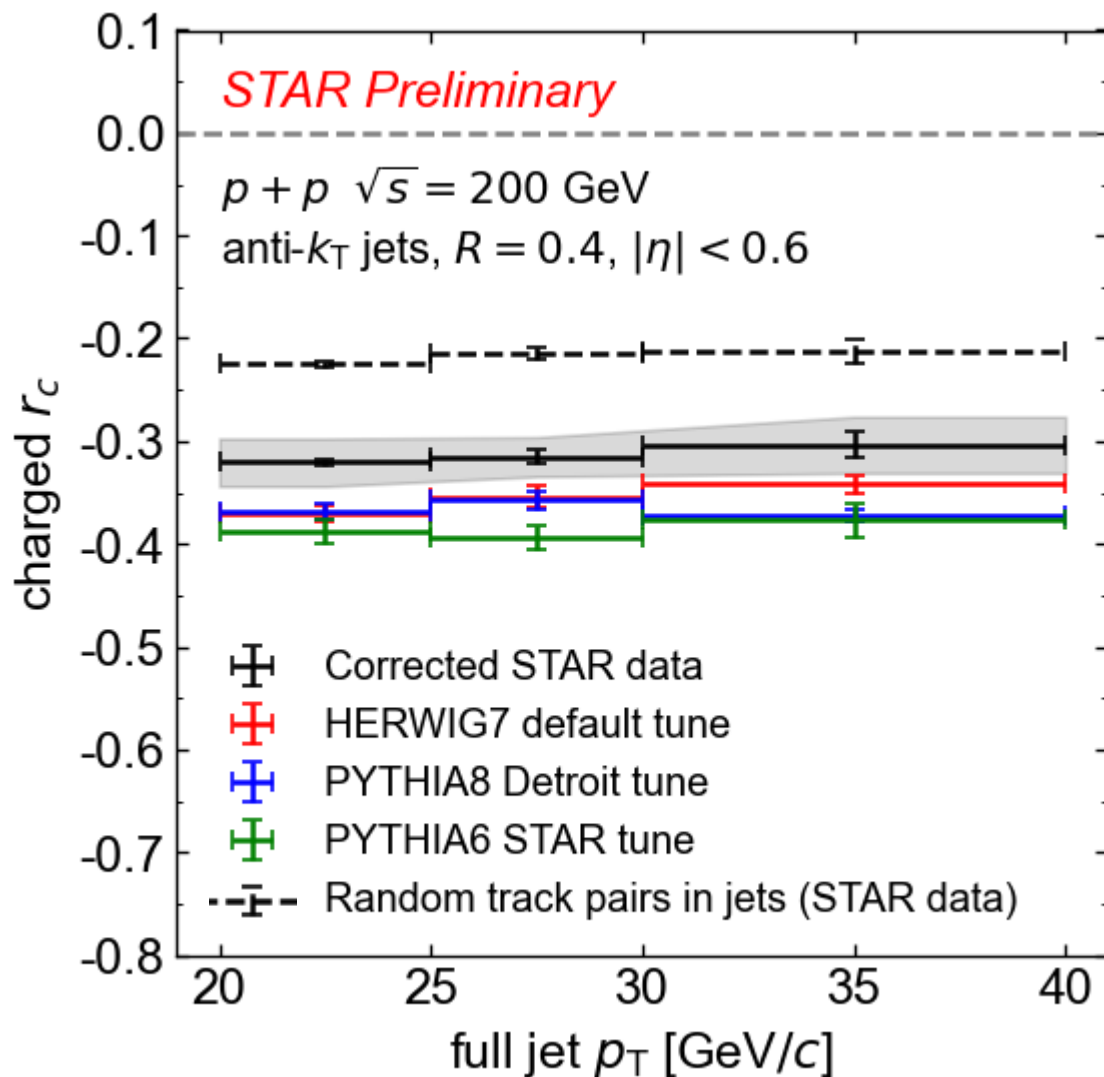 STAR Preliminary
p + p √s = 200 GeV
anti-kT jets, R = 0.4, |η| < 0.6
charged rc
0.1
0.0
-0.1
-0.2
-0.3
-0.4
-0.5
-0.6
-0.7
-0.8
Corrected STAR data
HERWIG7 default tune
PYTHIA8 Detroit tune
PYTHIA6 STAR tune
Random track pairs in jets (STAR data)
20 25 30 35 40
full jet pT [GeV/c]